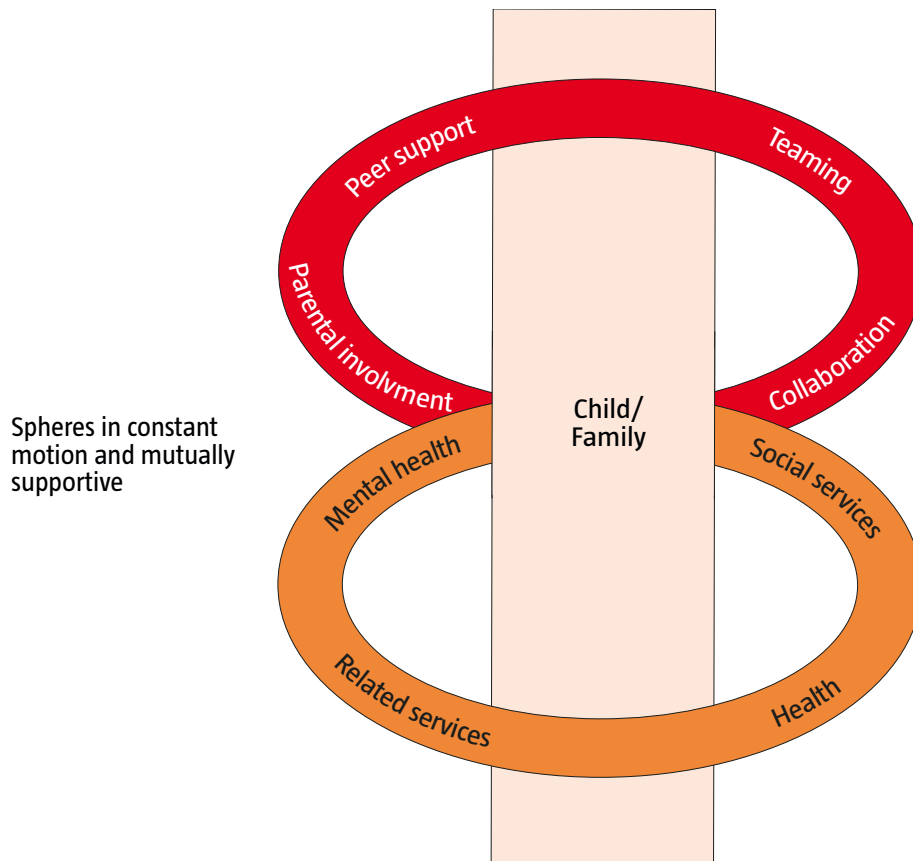 Peer support
Teaming
Parental involvment
Collaboration
Child/
Family
Spheres in constant
motion and mutually
supportive
Mental health
Social services
Related services
Health